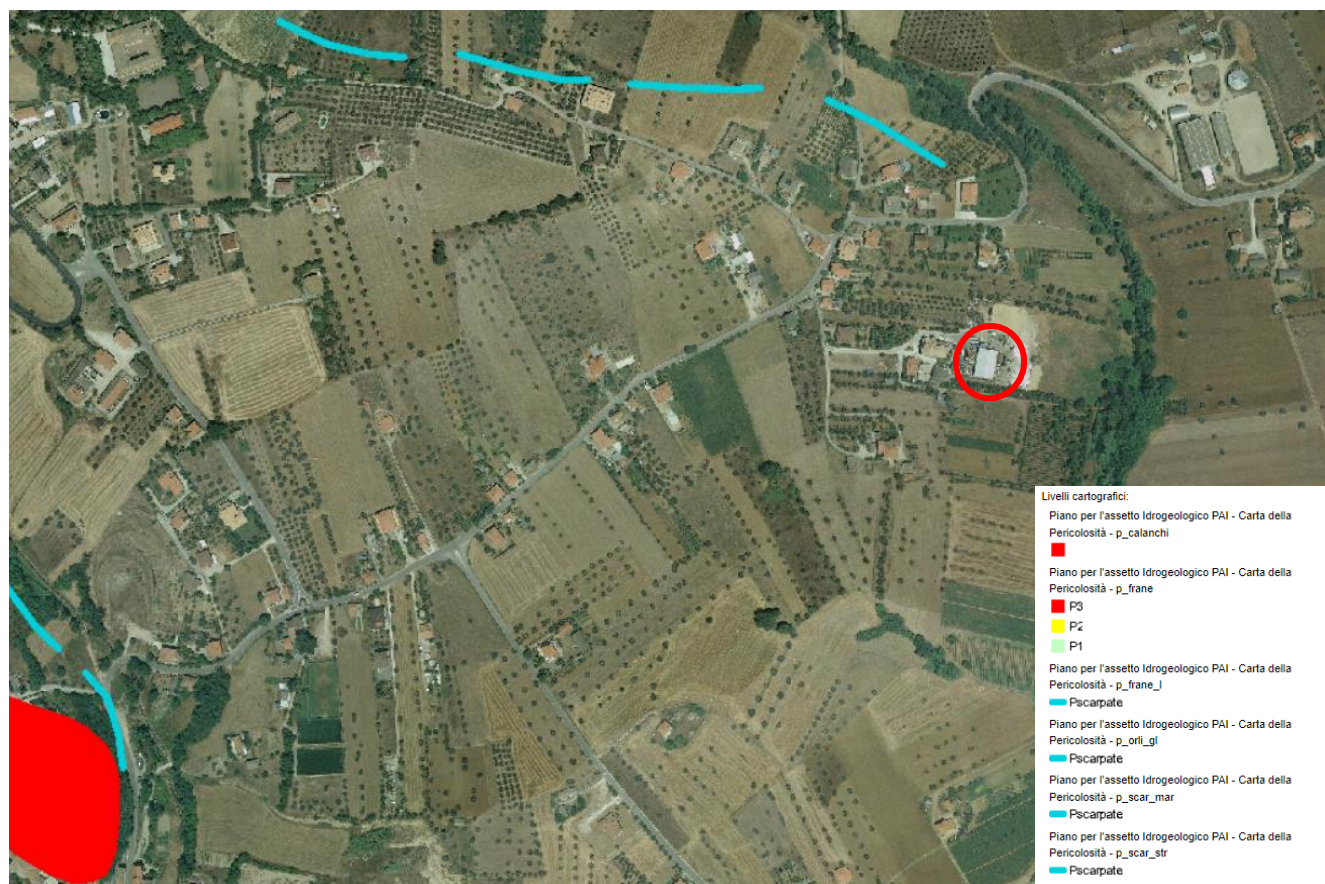 Livelli cartografici:
Piano per l'assetto Idrogeologico PAI - Carta della
Pericolosità - p_calanchi
Piano per l'assetto Idrogeologico PAI - Carta della
Pericolosità - p_frane
P3
P2
P1
Piano per l'assetto Idrogeologico PAI - Carta della
Pericolosità - p_frane_l
Pscarpate
Piano per l'assetto Idrogeologico PAI - Carta della
Pericolosità - p_orli_gl
Pscarpate
Piano per l'assetto Idrogeologico PAI - Carta della
Pericolosità - p_scar_mar
Pscarpate
Piano per l'assetto Idrogeologico PAI - Carta della
Pericolosità - p_scar_str
Pscarpate